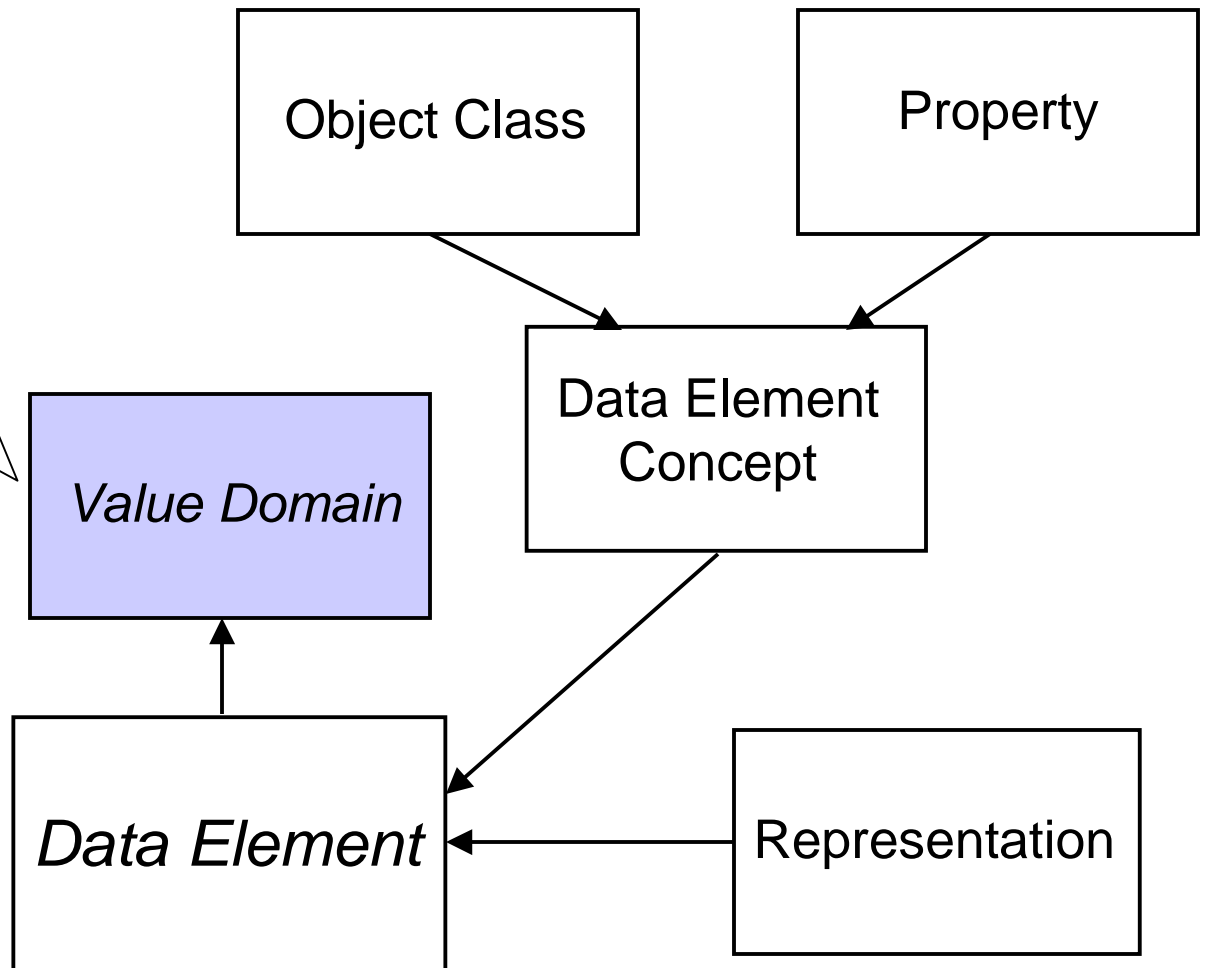 Object Class
Property
Data Element
Concept
Value Domain
Data Element
Representation